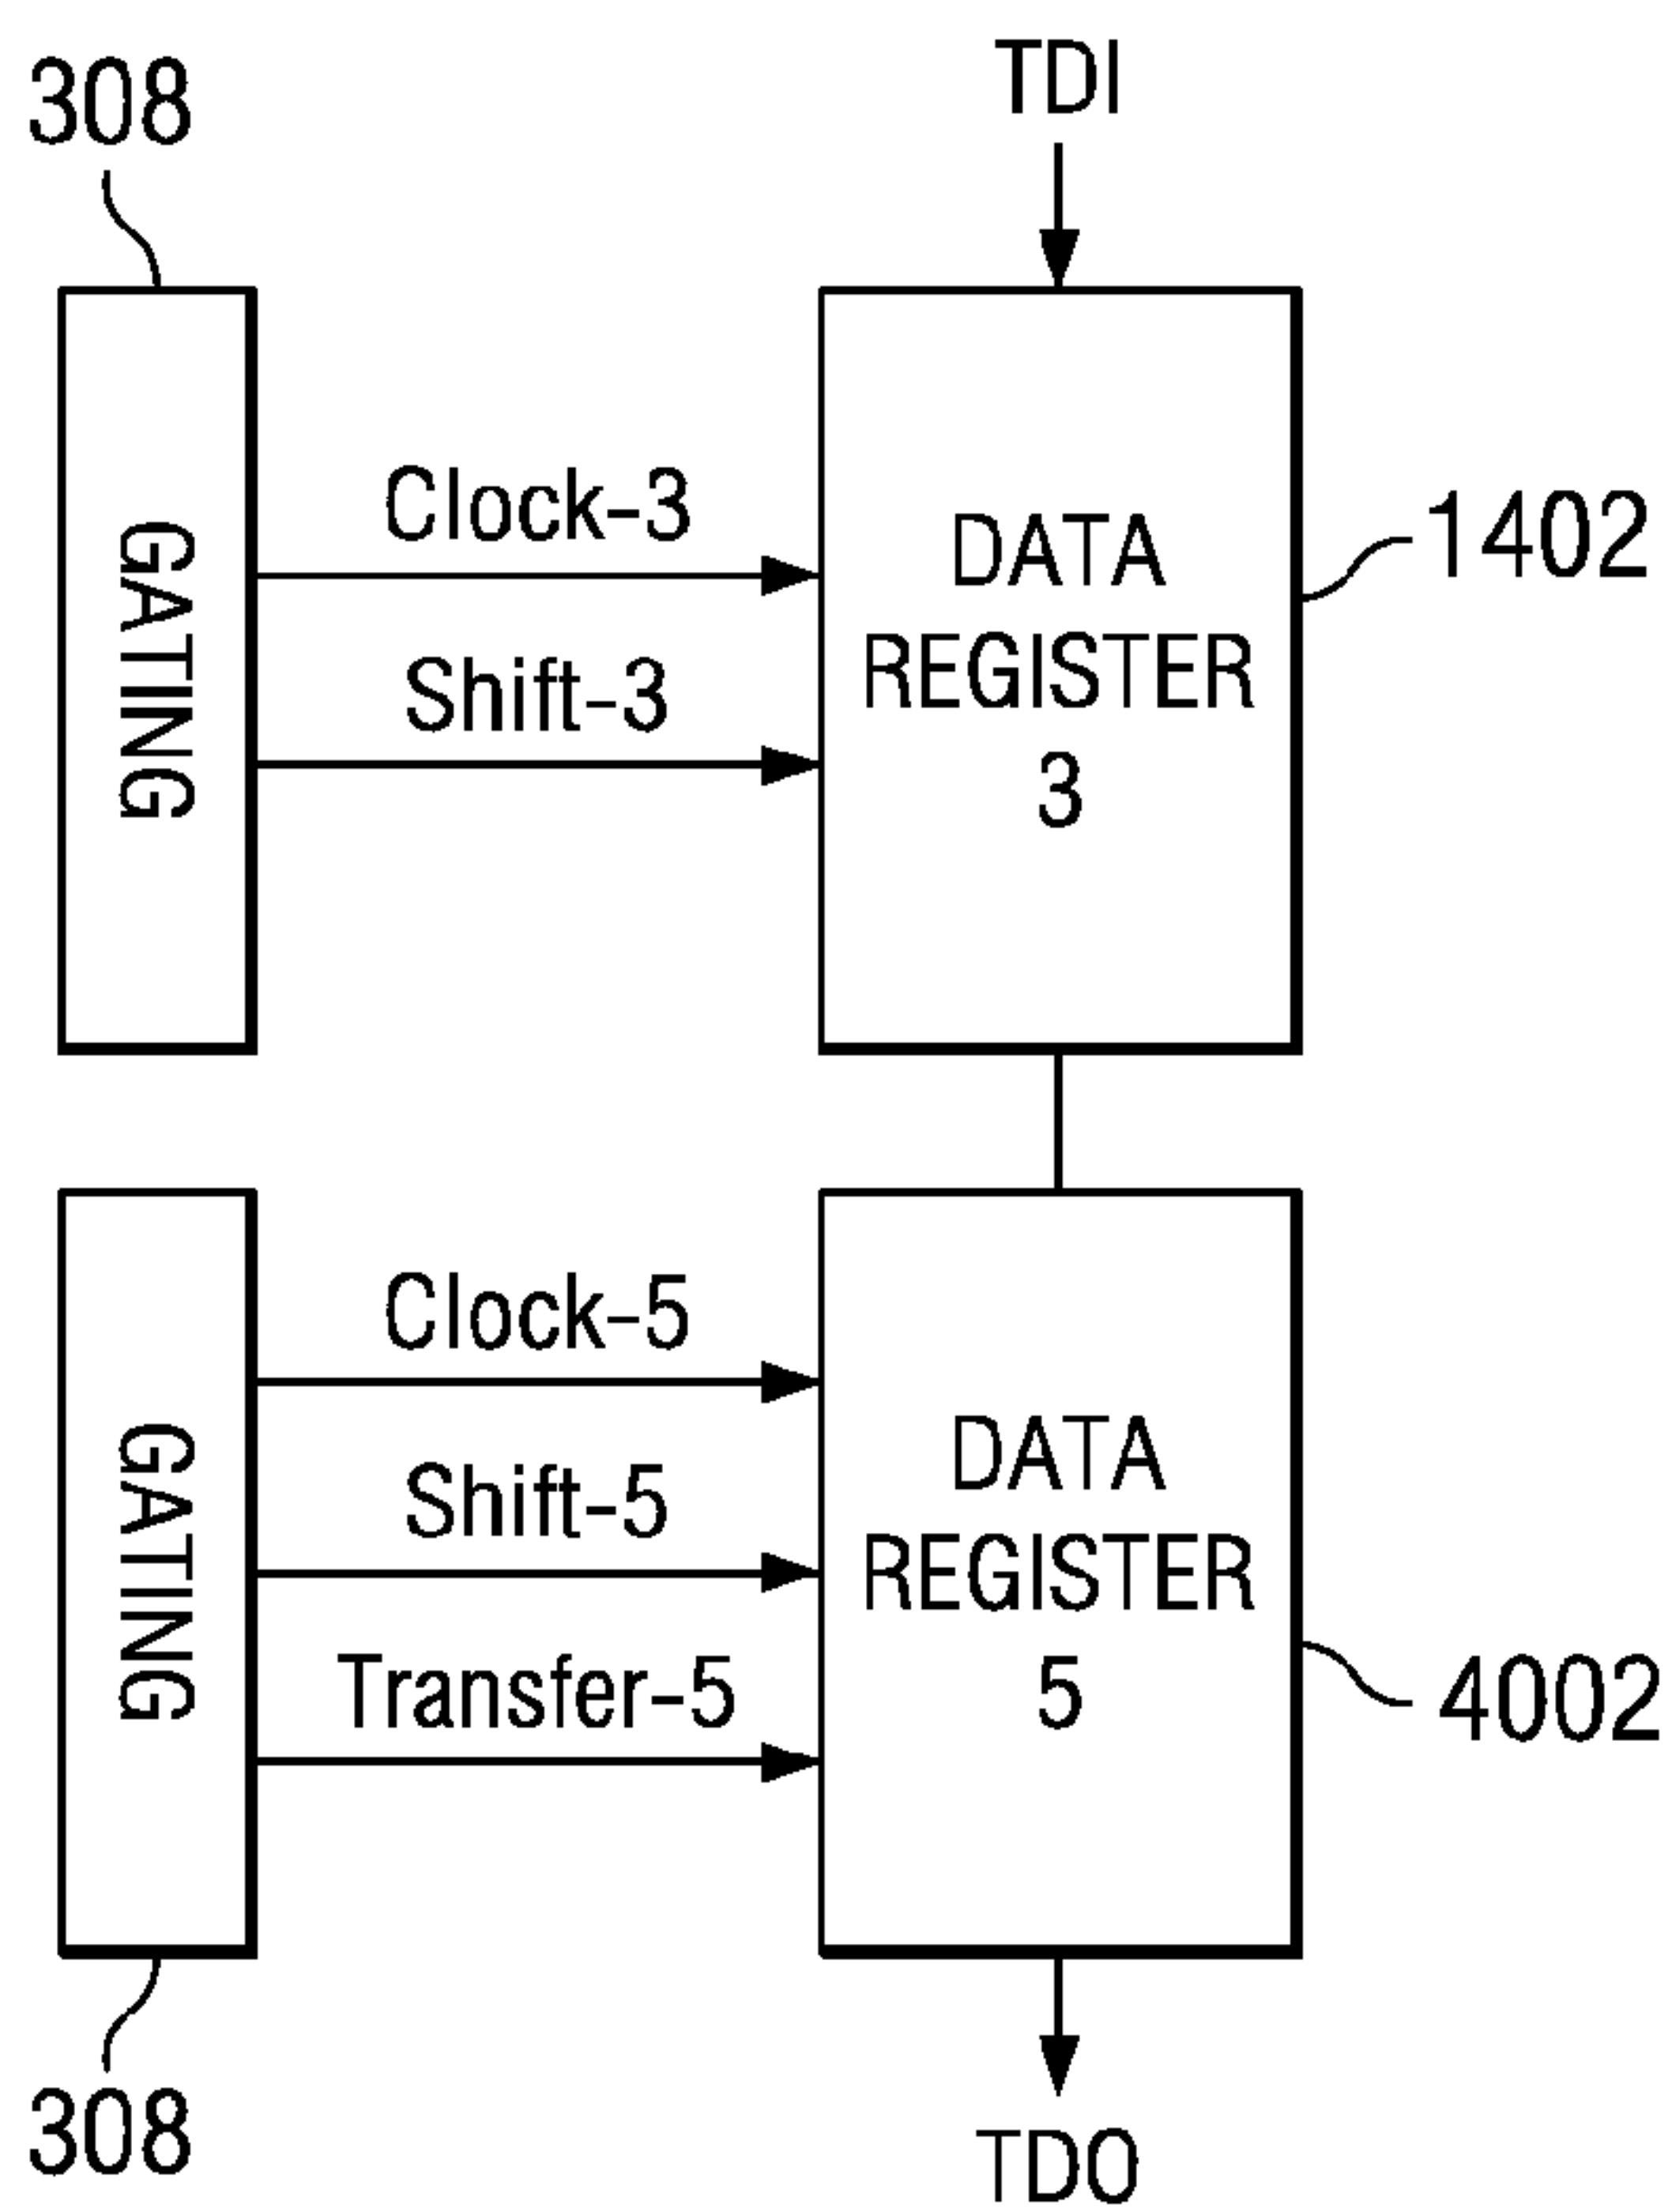 308
TDI
GATING
Clock-3
Shift-3
DATA
REGISTER
3
1402
GATING
Clock-5
Shift-5
Transfer-5
DATA
REGISTER
5
4002
308
TDO